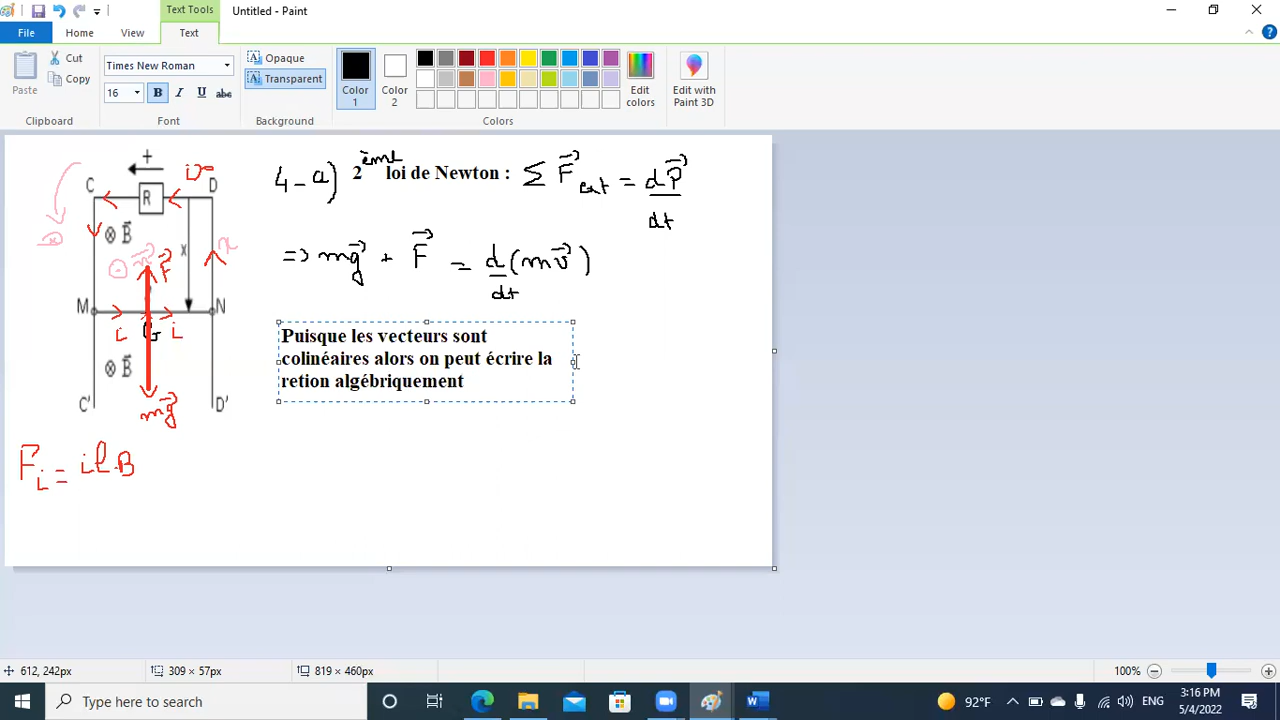 Text Tools
Untitled - Paint
File
Home
View
Text
Paste
Cut
Copy
Clipboard
Times New Roman
16
B I U abc
Font
Opaque
Transparent
Background
Color 1
Color 2
Edit colors
Edit with Paint 3D
Colors
+
C
R
D
B
x
F
M
N
i
i
B
mg
C'
D'
F = ilB
4-a) 2ème loi de Newton : Σ F ext = dP/dt
=> mg + F = d/dt (mv)
Puisque les vecteurs sont
colinéaires alors on peut écrire la
retion algébriquement
612, 242px
309 × 57px
819 × 460px
100%
Type here to search
92°F
ENG
3:16 PM
5/4/2022